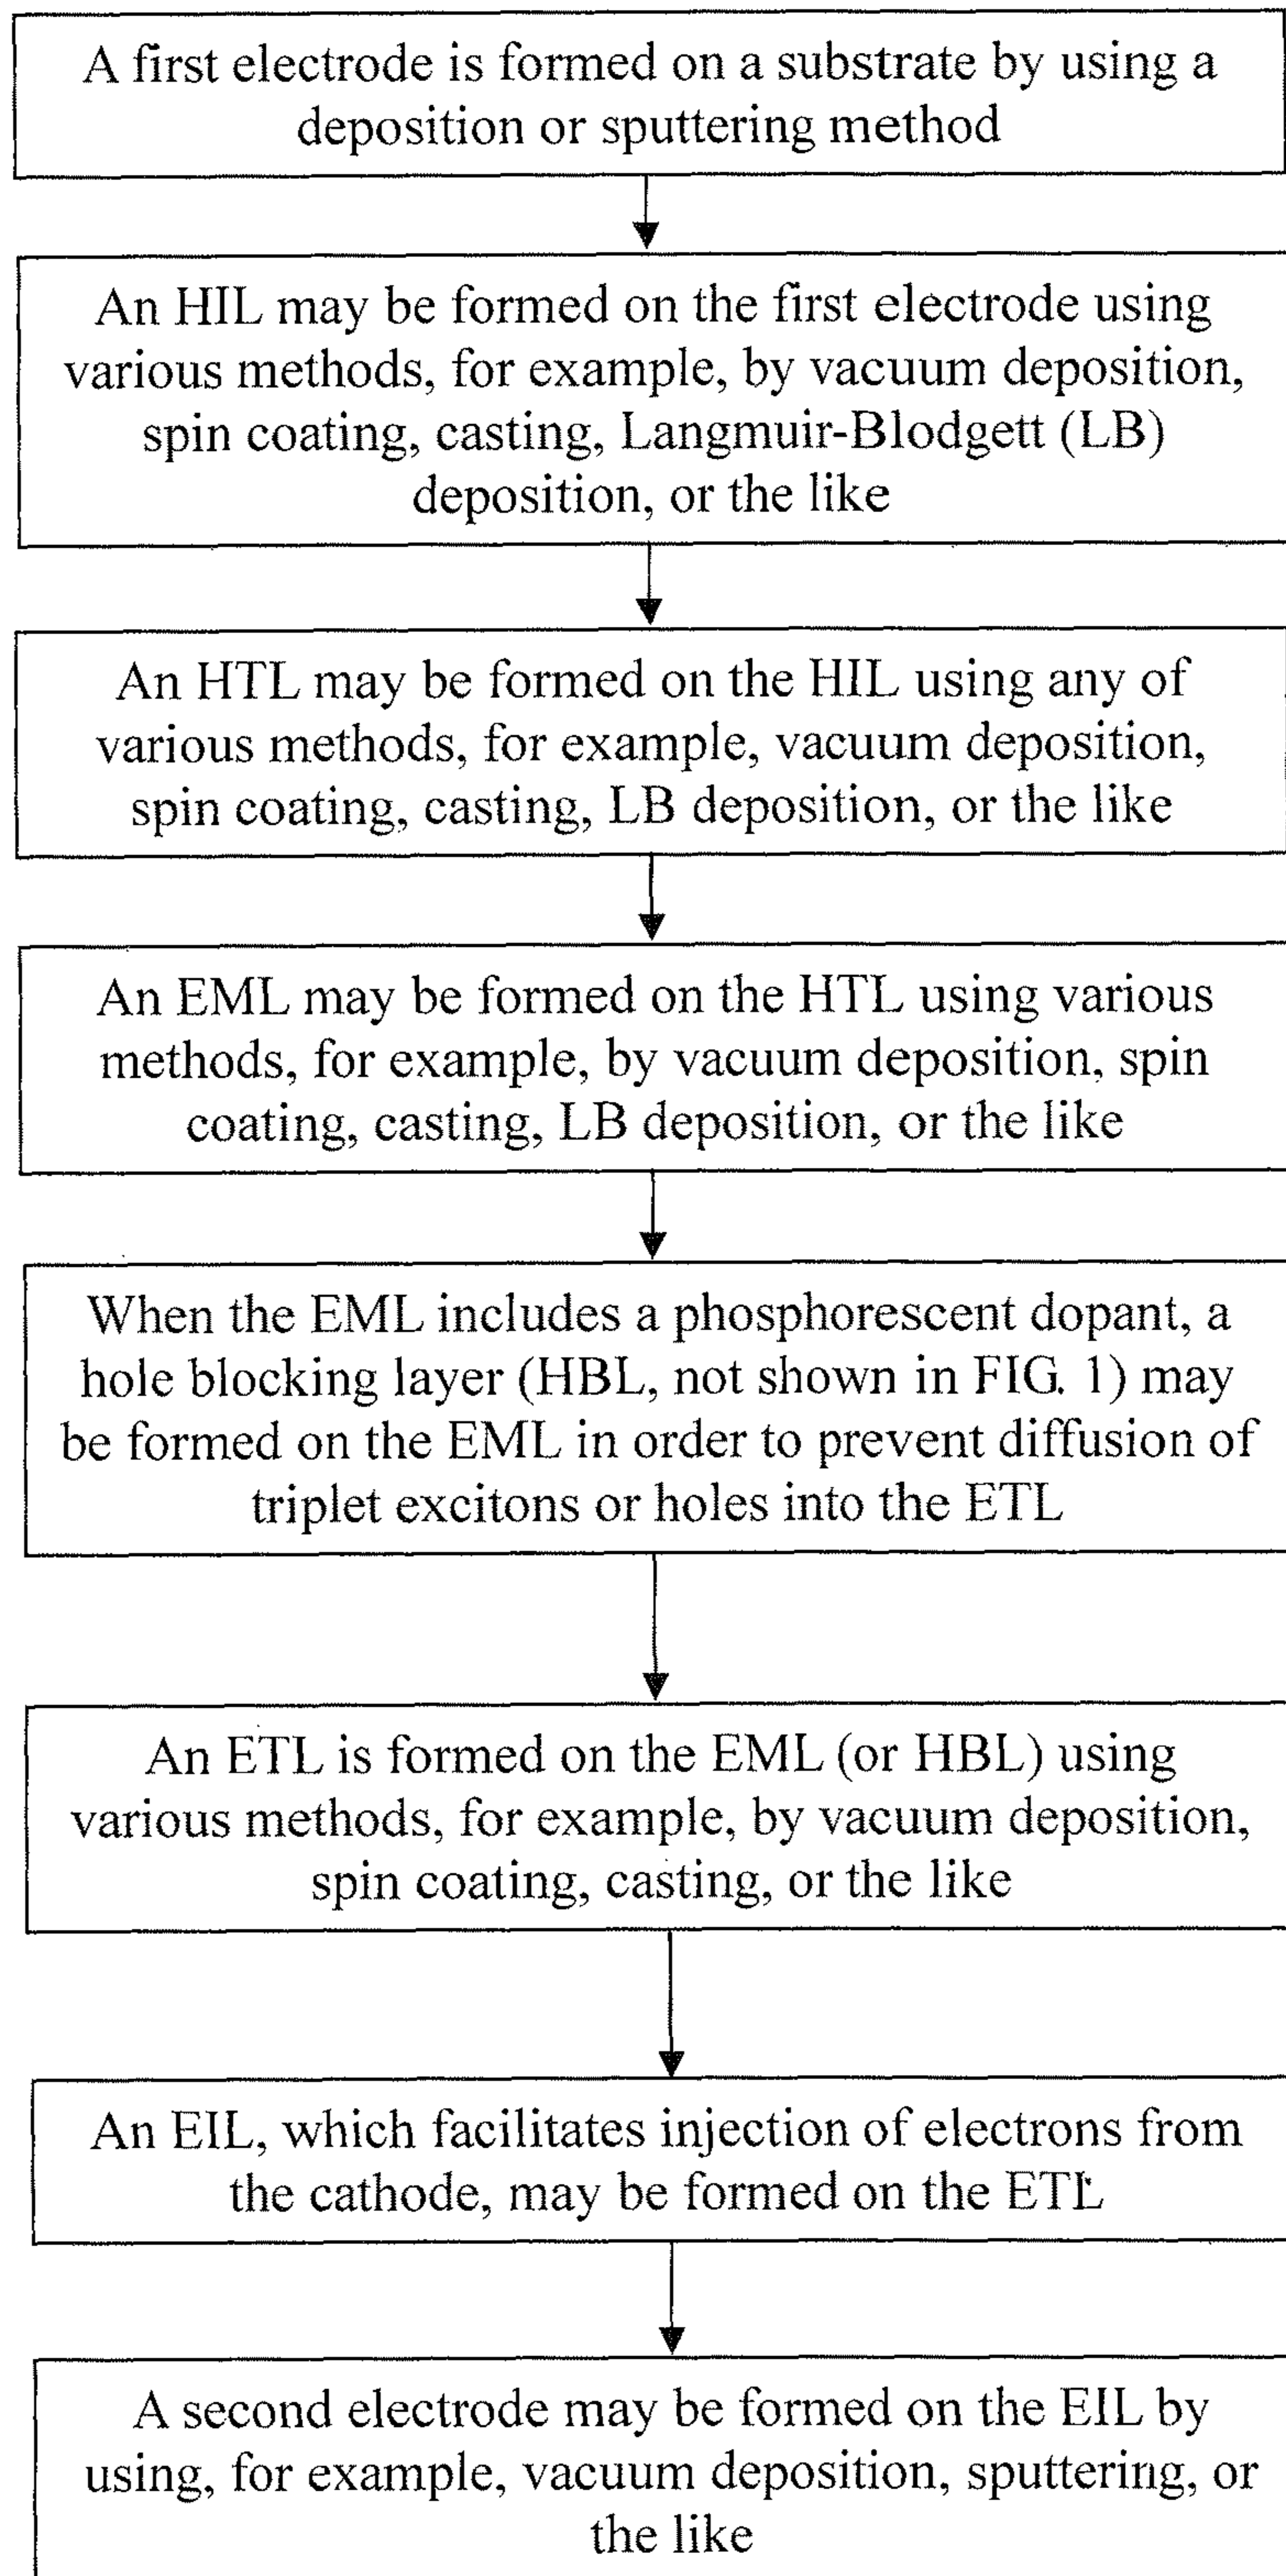 A first electrode is formed on a substrate by using a
deposition or sputtering method
An HIL may be formed on the first electrode using
various methods, for example, by vacuum deposition,
spin coating, casting, Langmuir-Blodgett (LB)
deposition, or the like
An HTL may be formed on the HIL using any of
various methods, for example, vacuum deposition,
spin coating, casting, LB deposition, or the like
An EML may be formed on the HTL using various
methods, for example, by vacuum deposition, spin
coating, casting, LB deposition, or the like
When the EML includes a phosphorescent dopant, a
hole blocking layer (HBL, not shown in FIG. 1) may
be formed on the EML in order to prevent diffusion of
triplet excitons or holes into the ETL
An ETL is formed on the EML (or HBL) using
various methods, for example, by vacuum deposition,
spin coating, casting, or the like
An EIL, which facilitates injection of electrons from
the cathode, may be formed on the ETL
A second electrode may be formed on the EIL by
using, for example, vacuum deposition, sputtering, or
the like